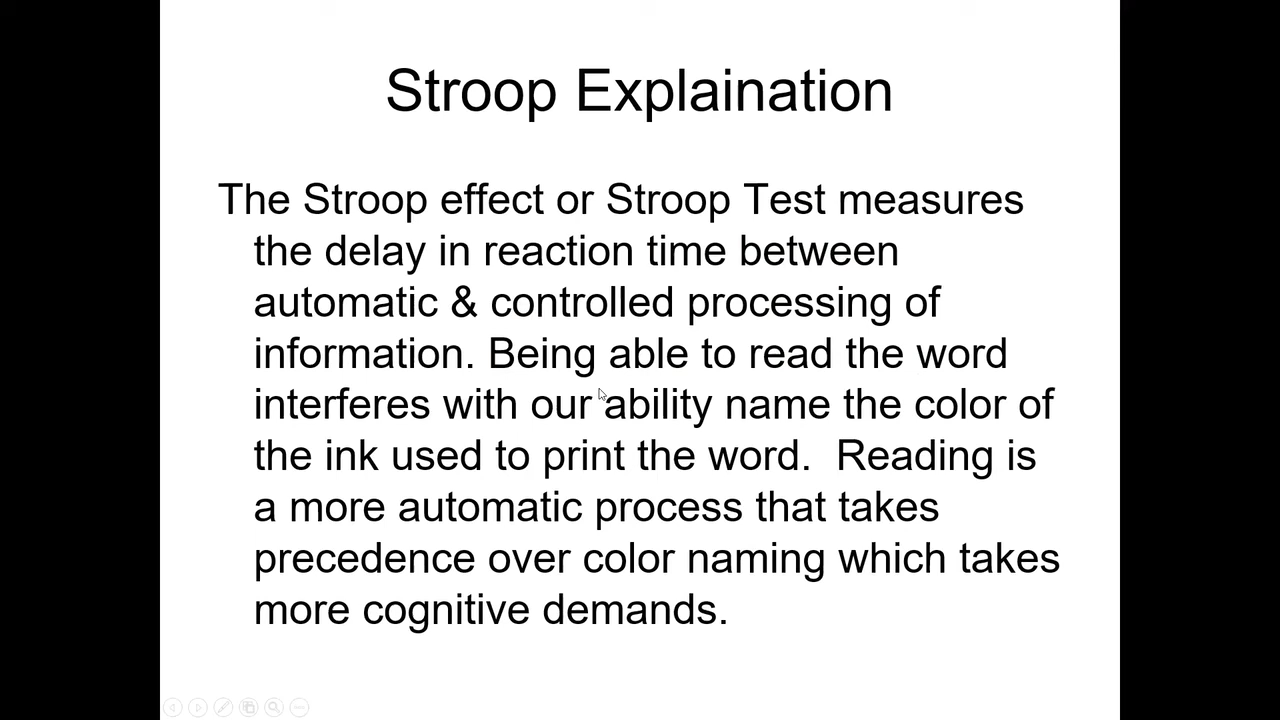 Stroop Explaination
The Stroop effect or Stroop Test measures
the delay in reaction time between
automatic & controlled processing of
information. Being able to read the word
interferes with our ability name the color of
the ink used to print the word.  Reading is
a more automatic process that takes
precedence over color naming which takes
more cognitive demands.